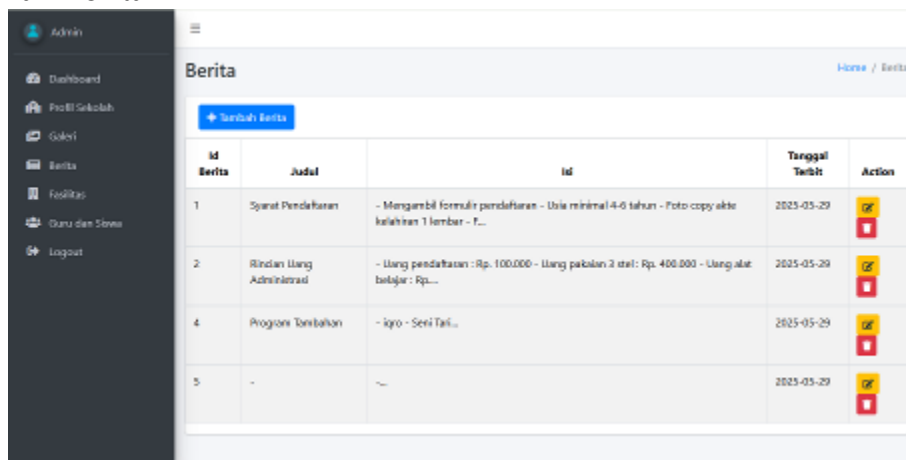 Admin
Dashboard
Profil Sekolah
Galeri
Berita
Fasilitas
Guru dan Siswa
Logout
Berita
Home / Berita
Tambah Berita
Id Berita Judul Isi Tanggal Terbit Action
1 Syarat Pendaftaran - Mengambil formulir pendaftaran - Usia minimal 4-6 tahun - Foto copy akte 2025-05-29
kelahiran 1 lembar - F...
2 Rincian Uang - Uang pendaftaran : Rp. 100.000 - Uang pakaian 3 stel : Rp. 400.000 - Uang alat 2025-05-29
Administrasi belajar : Rp....
4 Program Tambahan - iqro - Seni Tari... 2025-05-29
5 - -... 2025-05-29